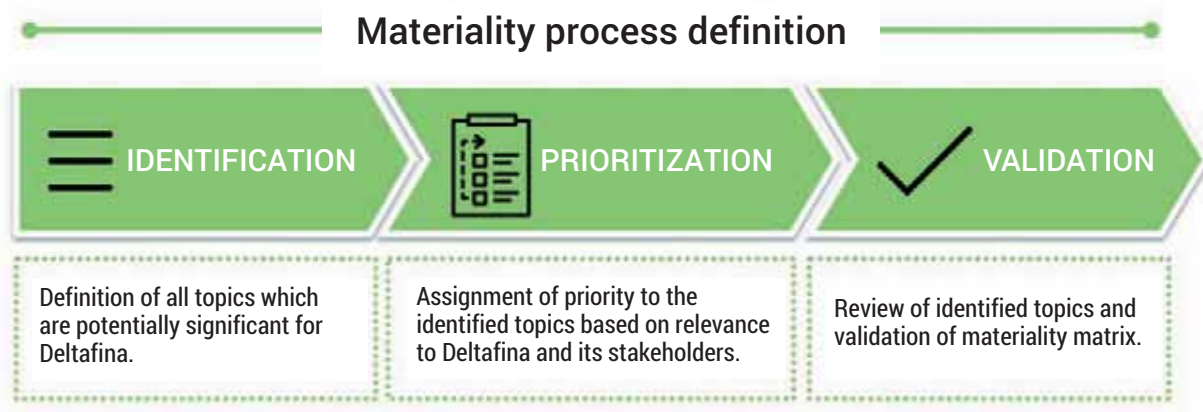 Materiality process definition
IDENTIFICATION
PRIORITIZATION
VALIDATION
Definition of all topics which
are potentially significant for
Deltafina.
Assignment of priority to the
identified topics based on relevance
to Deltafina and its stakeholders.
Review of identified topics and
validation of materiality matrix.